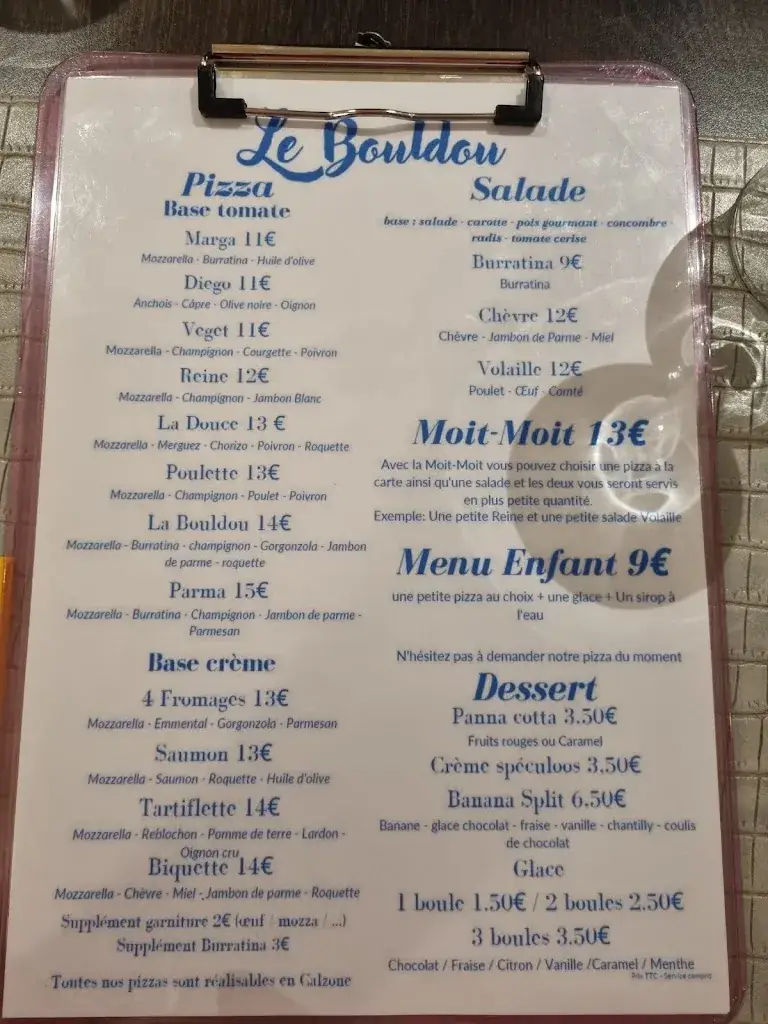 Le Bouldou
Pizza
Base tomate
Marga 11€
Mozzarella - Burratina - Huile d'olive
Diego 11€
Anchois - Câpre - Olive noire - Oignon
Veget 11€
Mozzarella - Champignon - Courgette - Poivron
Reine 12€
Mozzarella - Champignon - Jambon Blanc
La Douce 13 €
Mozzarella - Merguez - Chorizo - Poivron - Roquette
Poulette 13€
Mozzarella - Champignon - Poulet - Poivron
La Bouldou 14€
Mozzarella - Burratina - champignon - Gorgonzola - Jambon
de parme - roquette
Parma 15€
Mozzarella - Burratina - Champignon - Jambon de parme -
Parmesan
Base crème
4 Fromages 13€
Mozzarella - Emmental - Gorgonzola - Parmesan
Saumon 13€
Mozzarella - Saumon - Roquette - Huile d'olive
Tartiflette 14€
Mozzarella - Reblochon - Pomme de terre - Lardon -
Oignon cru
Biquette 14€
Mozzarella - Chèvre - Miel - Jambon de parme - Roquette
Supplément garniture 2€ (œuf / mozza / ...)
Supplément Burratina 3€
Toutes nos pizzas sont réalisables en Calzone
Salade
base : salade - carotte - pois gourmant - concombre -
radis - tomate cerise
Burratina 9€
Burratina
Chèvre 12€
Chèvre - Jambon de Parme - Miel
Volaille 12€
Poulet - Œuf - Comté
Moit-Moit 13€
Avec la Moit-Moit vous pouvez choisir une pizza à la
carte ainsi qu'une salade et les deux vous seront servis
en plus petite quantité.
Exemple: Une petite Reine et une petite salade Volaille
Menu Enfant 9€
une petite pizza au choix + une glace + Un sirop à
l'eau
N'hésitez pas à demander notre pizza du moment
Dessert
Panna cotta 3.50€
Fruits rouges ou Caramel
Crème spéculoos 3.50€
Banana Split 6.50€
Banane - glace chocolat - fraise - vanille - chantilly - coulis
de chocolat
Glace
1 boule 1.50€ / 2 boules 2.50€
3 boules 3.50€
Chocolat / Fraise / Citron / Vanille /Caramel / Menthe
Prix TTC - Service compris